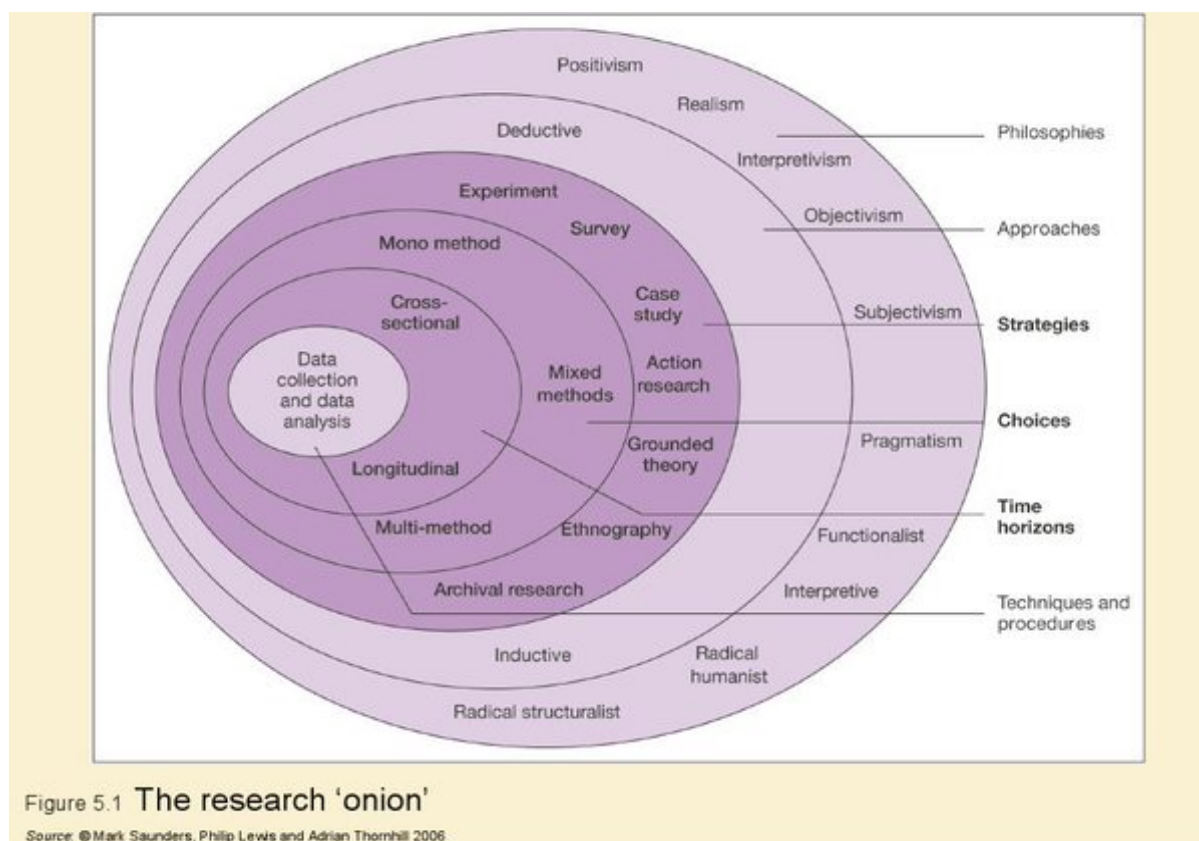 Positivism
Realism
Philosophies
Deductive
Interpretivism
Experiment
Objectivism
Approaches
Survey
Mono method
Case
study
Cross-
sectional
Subjectivism
Strategies
Data
collection
and data
analysis
Mixed
methods
Action
research
Choices
Grounded
theory
Pragmatism
Longitudinal
Time
horizons
Multi-method
Ethnography
Functionalist
Archival research
Interpretive
Techniques and
procedures
Inductive
Radical
humanist
Radical structuralist
Figure 5.1 The research ‘onion’
Source: © Mark Saunders, Philip Lewis and Adrian Thornhill 2006